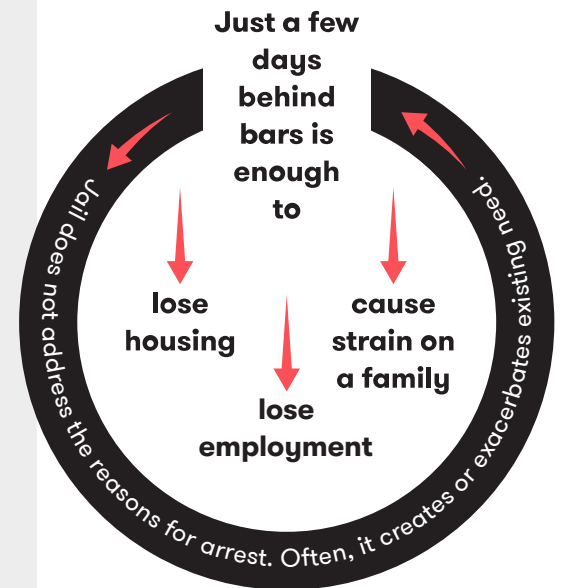 Just a few
days
behind
bars is
enough
to
lose
housing
cause
strain on
a family
lose
employment
Jail does not address the reasons for arrest. Often, it creates or exacerbates existing need.